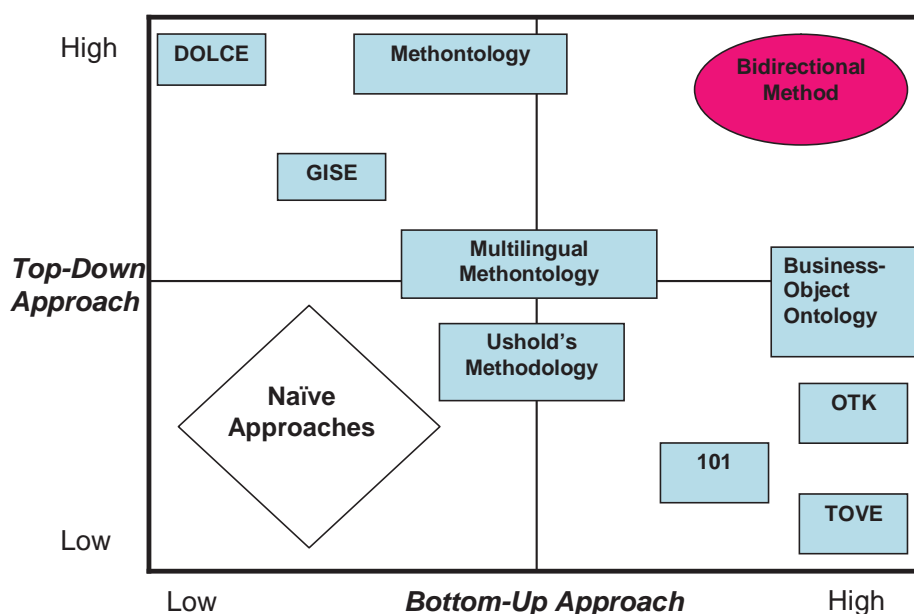 High
DOLCE
Methontology
Bidirectional
Method
GISE
Multilingual
Methontology
Top-Down
Approach
Business-
Object
Ontology
Ushold's
Methodology
Naïve
Approaches
OTK
101
TOVE
Low
Low
Bottom-Up Approach
High